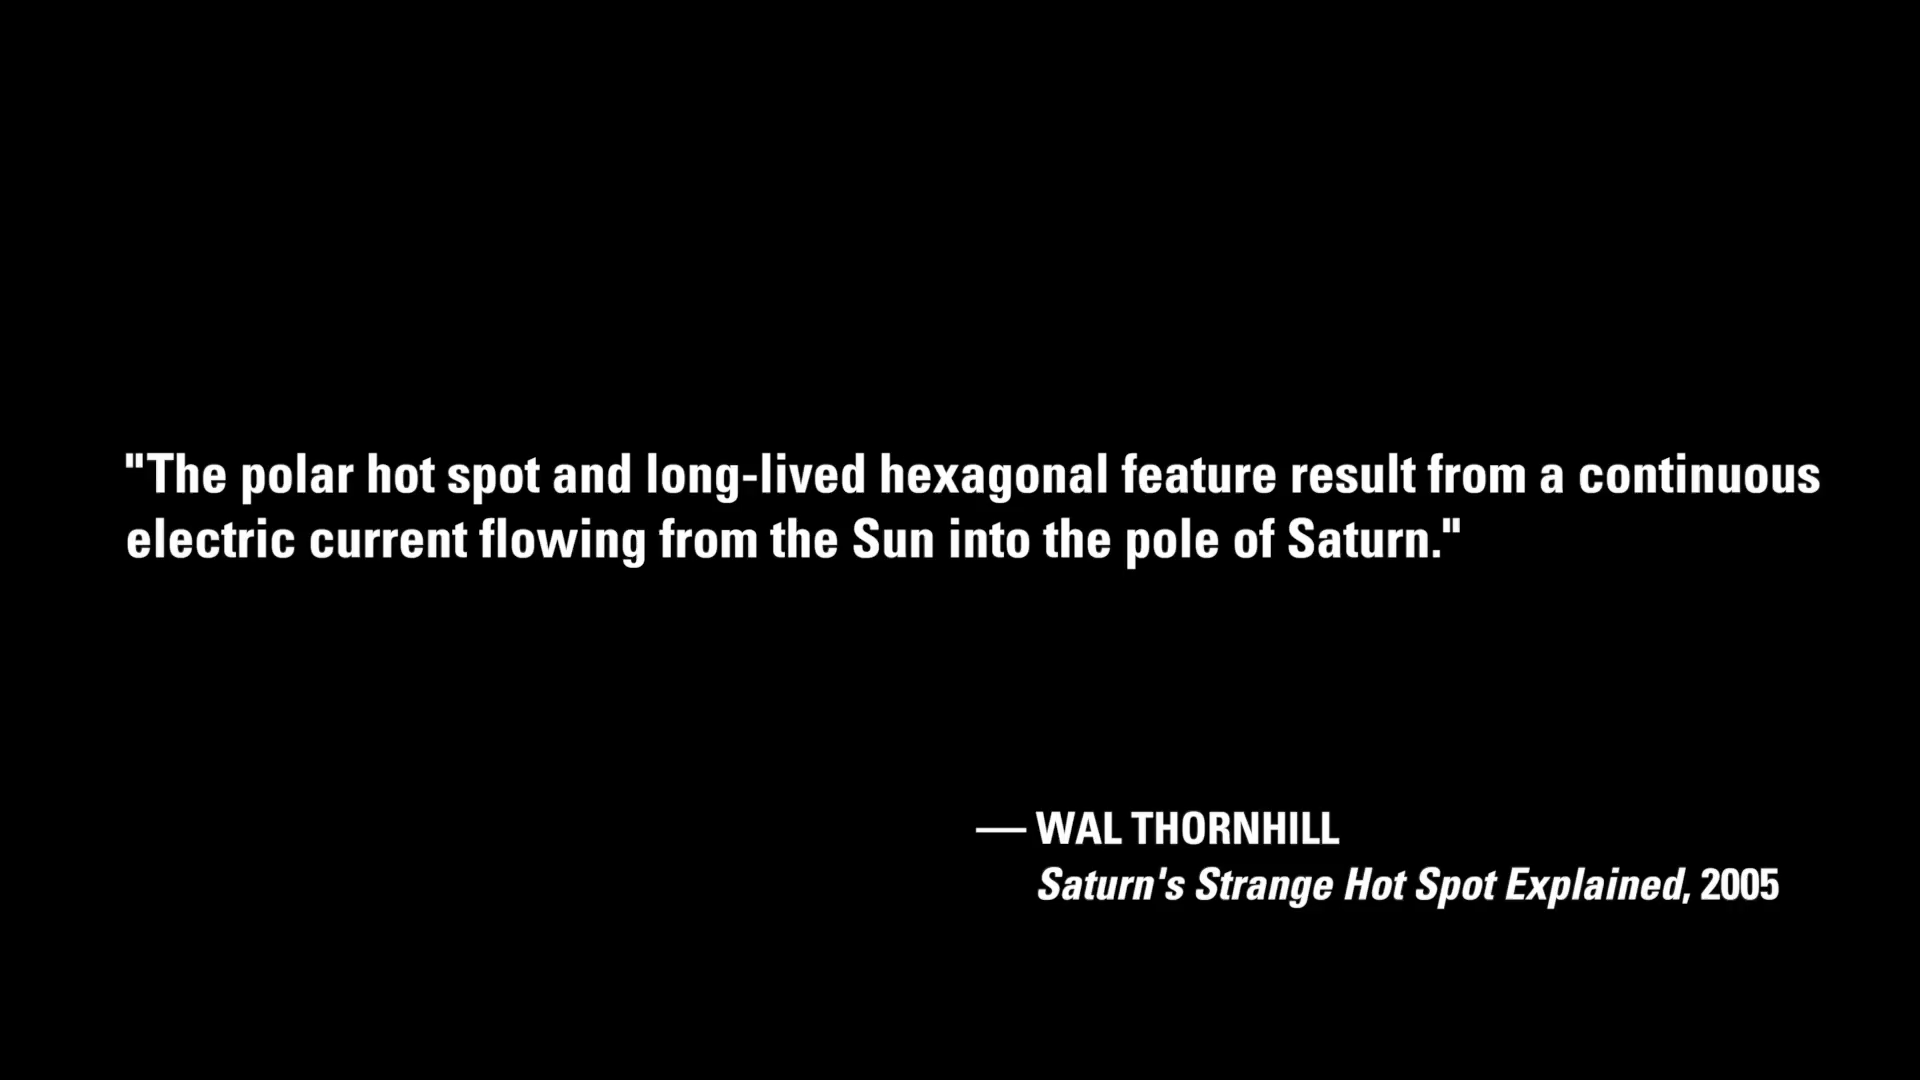 "The polar hot spot and long-lived hexagonal feature result from a continuous
electric current flowing from the Sun into the pole of Saturn."
— WAL THORNHILL
Saturn's Strange Hot Spot Explained, 2005